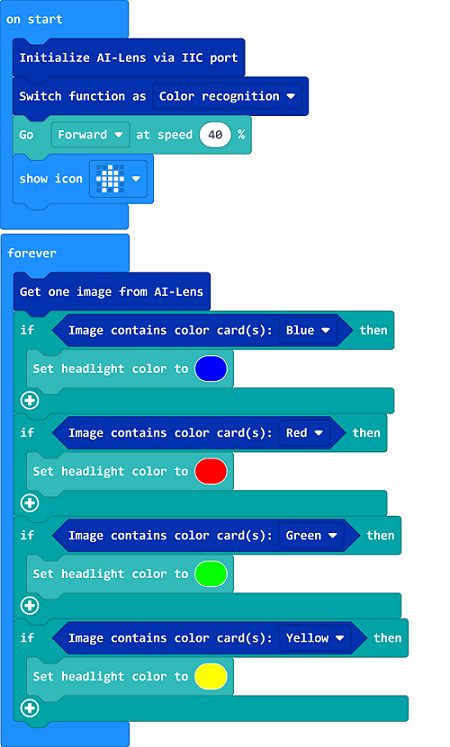 on start
Initialize AI-Lens via IIC port
Switch function as Color recognition
Go Forward at speed 40 %
show icon
forever
Get one image from AI-Lens
if Image contains color card(s): Blue then
Set headlight color to
if Image contains color card(s): Red then
Set headlight color to
if Image contains color card(s): Green then
Set headlight color to
if Image contains color card(s): Yellow then
Set headlight color to